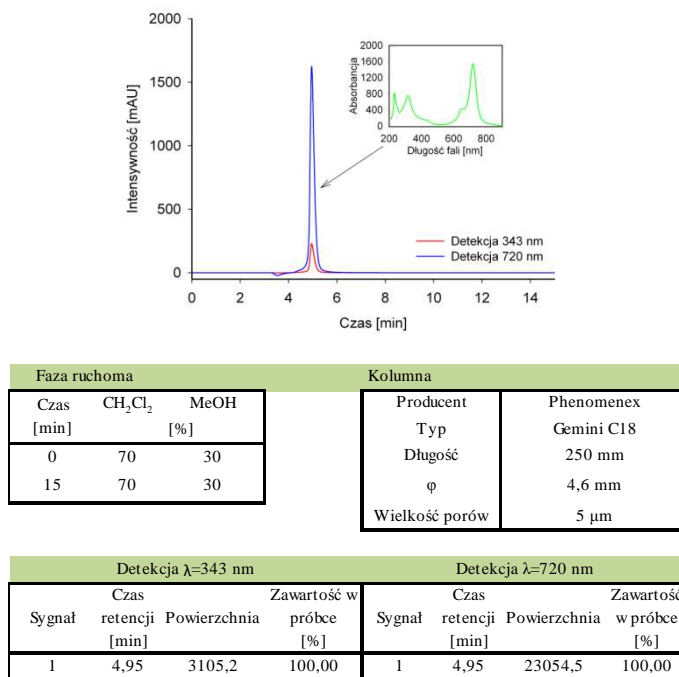 2000
1500
1000
500
0
Intensywność [mAU]
0 2 4 6 8 10 12 14
Czas [min]
2000
1600
1200
800
400
0
Absorbancja
200 400 600 800
Długość fali [nm]
Detekcja 343 nm
Detekcja 720 nm
Faza ruchoma Kolumna
Czas CH₂Cl₂ MeOH
[min] [%]
0 70 30
15 70 30
Producent Phenomenex
Typ Gemini C18
Długość 250 mm
φ 4,6 mm
Wielkość porów 5 μm
Detekcja λ=343 nm Detekcja λ=720 nm
Czas Zawartość w Czas Zawartość
Sygnał retencji Powierzchnia próbce Sygnał retencji Powierzchnia w próbce
[min] [%] [min] [%]
1 4,95 3105,2 100,00 1 4,95 23054,5 100,00